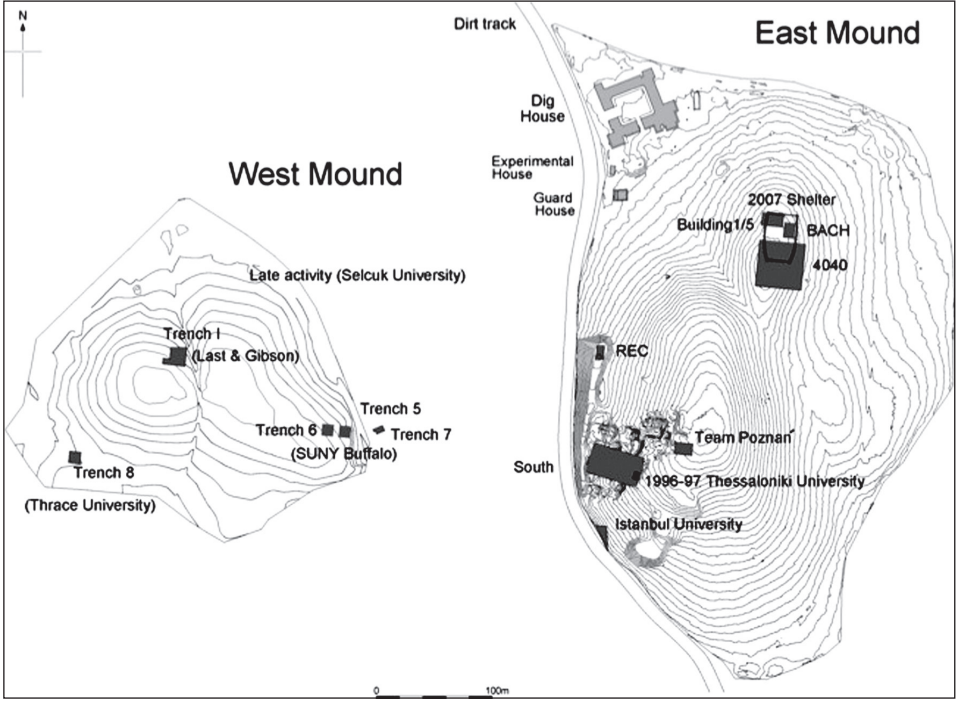 N
Dirt track
East Mound
Dig
House
Experimental
House
Guard
House
West Mound
2007 Shelter
Building1/5
BACH
4040
Late activity (Selcuk University)
Trench I
(Last & Gibson)
REC
Trench 5
Trench 6
Trench 7
(SUNY Buffalo)
Team Poznan
Trench 8
South
1996-97 Thessaloniki University
(Thrace University)
Istanbul University
0
100m